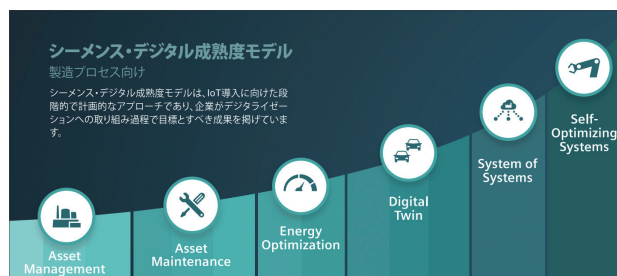 シーメンス・デジタル成熟度モデル
製造プロセス向け
シーメンス・デジタル成熟度モデルは、IoT導入に向けた段
階的で計画的なアプローチであり、企業がデジタライゼー
ションへの取り組み過程で目標とすべき成果を掲げていま
す。
Asset
Management
Asset
Maintenance
Energy
Optimization
Digital
Twin
System of
Systems
Self-
Optimizing
Systems